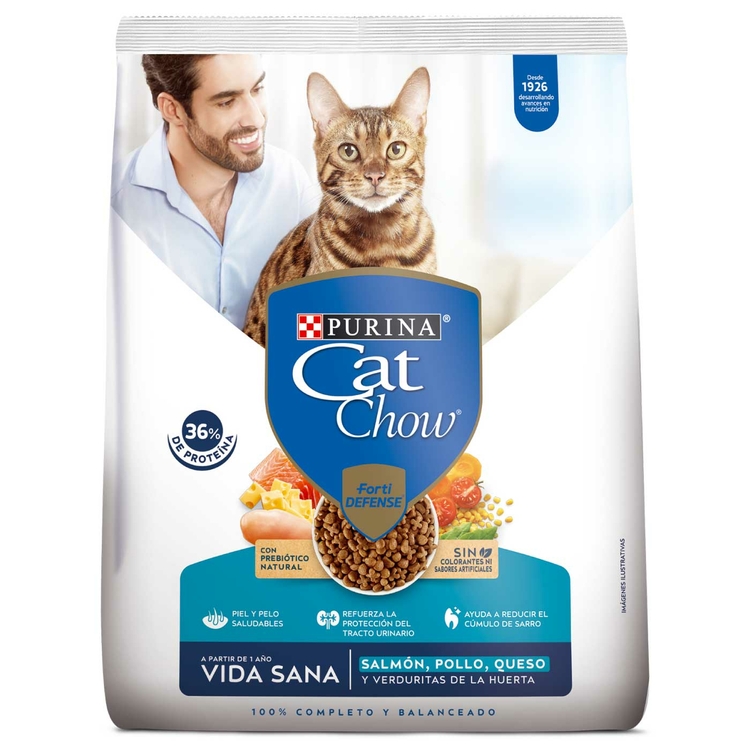 Desde
1926
desarrollando
avances en
nutrición
PURINA®
Cat
Chow®
36%
DE PROTEÍNA
Forti
DEFENSE
CON
PREBIÓTICO
NATURAL
SIN
COLORANTES NI
SABORES ARTIFICIALES
IMÁGENES ILUSTRATIVAS
PIEL Y PELO
SALUDABLES
REFUERZA LA
PROTECCIÓN DEL
TRACTO URINARIO
AYUDA A REDUCIR EL
CÚMULO DE SARRO
A PARTIR DE 1 AÑO
VIDA SANA
SALMÓN, POLLO, QUESO
Y VERDURITAS DE LA HUERTA
100% COMPLETO Y BALANCEADO